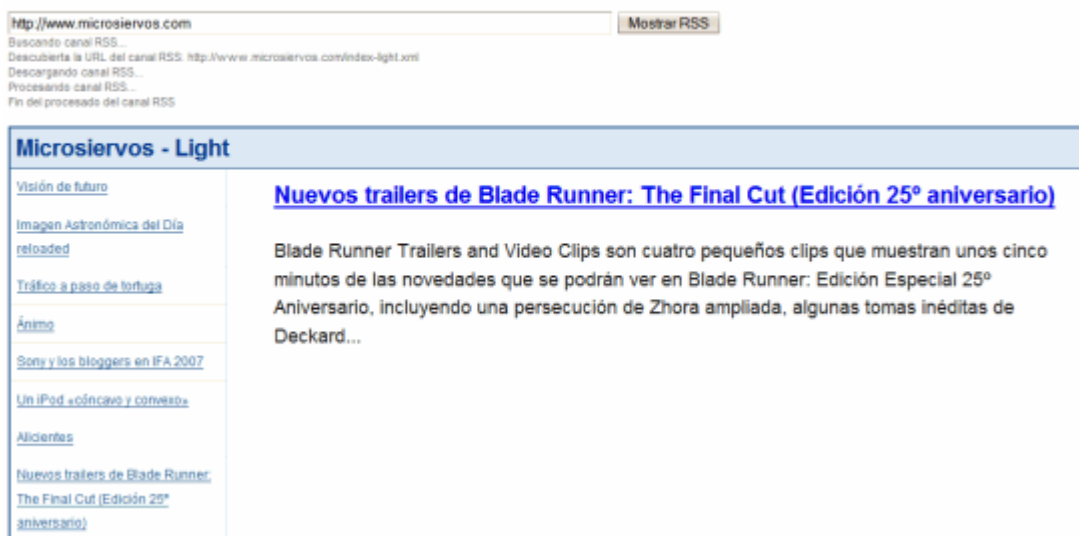 http://www.microsiervos.com
Mostrar RSS
Buscando canal RSS...
Descubierta la URL del canal RSS: http://www.microsiervos.com/index-light.xml
Descargando canal RSS...
Procesando canal RSS...
Fin del procesado del canal RSS
Microsiervos - Light
Visión de futuro
Imagen Astronómica del Día
reloaded
Tráfico a paso de tortuga
Ánimo
Sony y los bloggers en IFA 2007
Un iPod «cóncavo y convexo»
Alicientes
Nuevos trailers de Blade Runner:
The Final Cut (Edición 25º
aniversario)
Nuevos trailers de Blade Runner: The Final Cut (Edición 25º aniversario)
Blade Runner Trailers and Video Clips son cuatro pequeños clips que muestran unos cinco
minutos de las novedades que se podrán ver en Blade Runner: Edición Especial 25º
Aniversario, incluyendo una persecución de Zhora ampliada, algunas tomas inéditas de
Deckard...